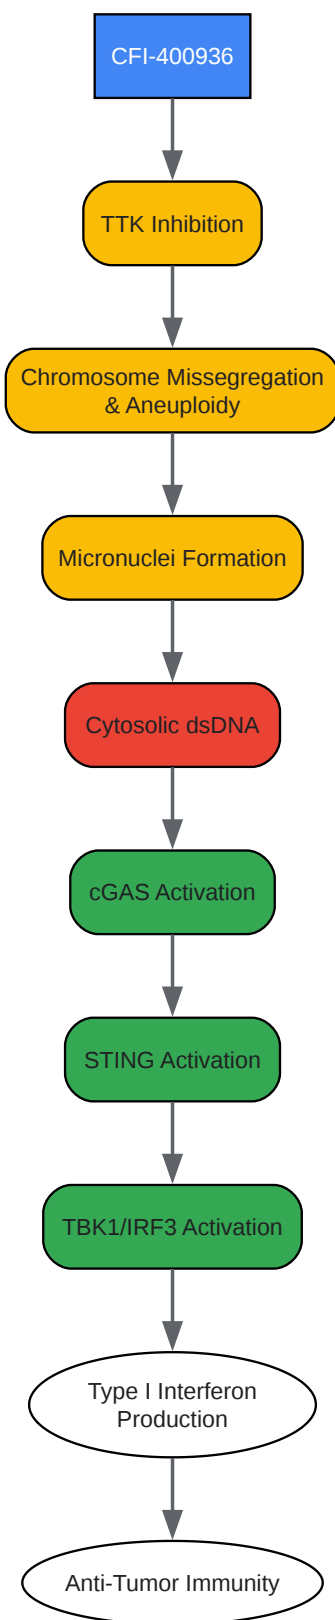 CFI-400936
TTK Inhibition
Chromosome Missegregation
& Aneuploidy
Micronuclei Formation
Cytosolic dsDNA
cGAS Activation
STING Activation
TBK1/IRF3 Activation
Type I Interferon
Production
Anti-Tumor Immunity